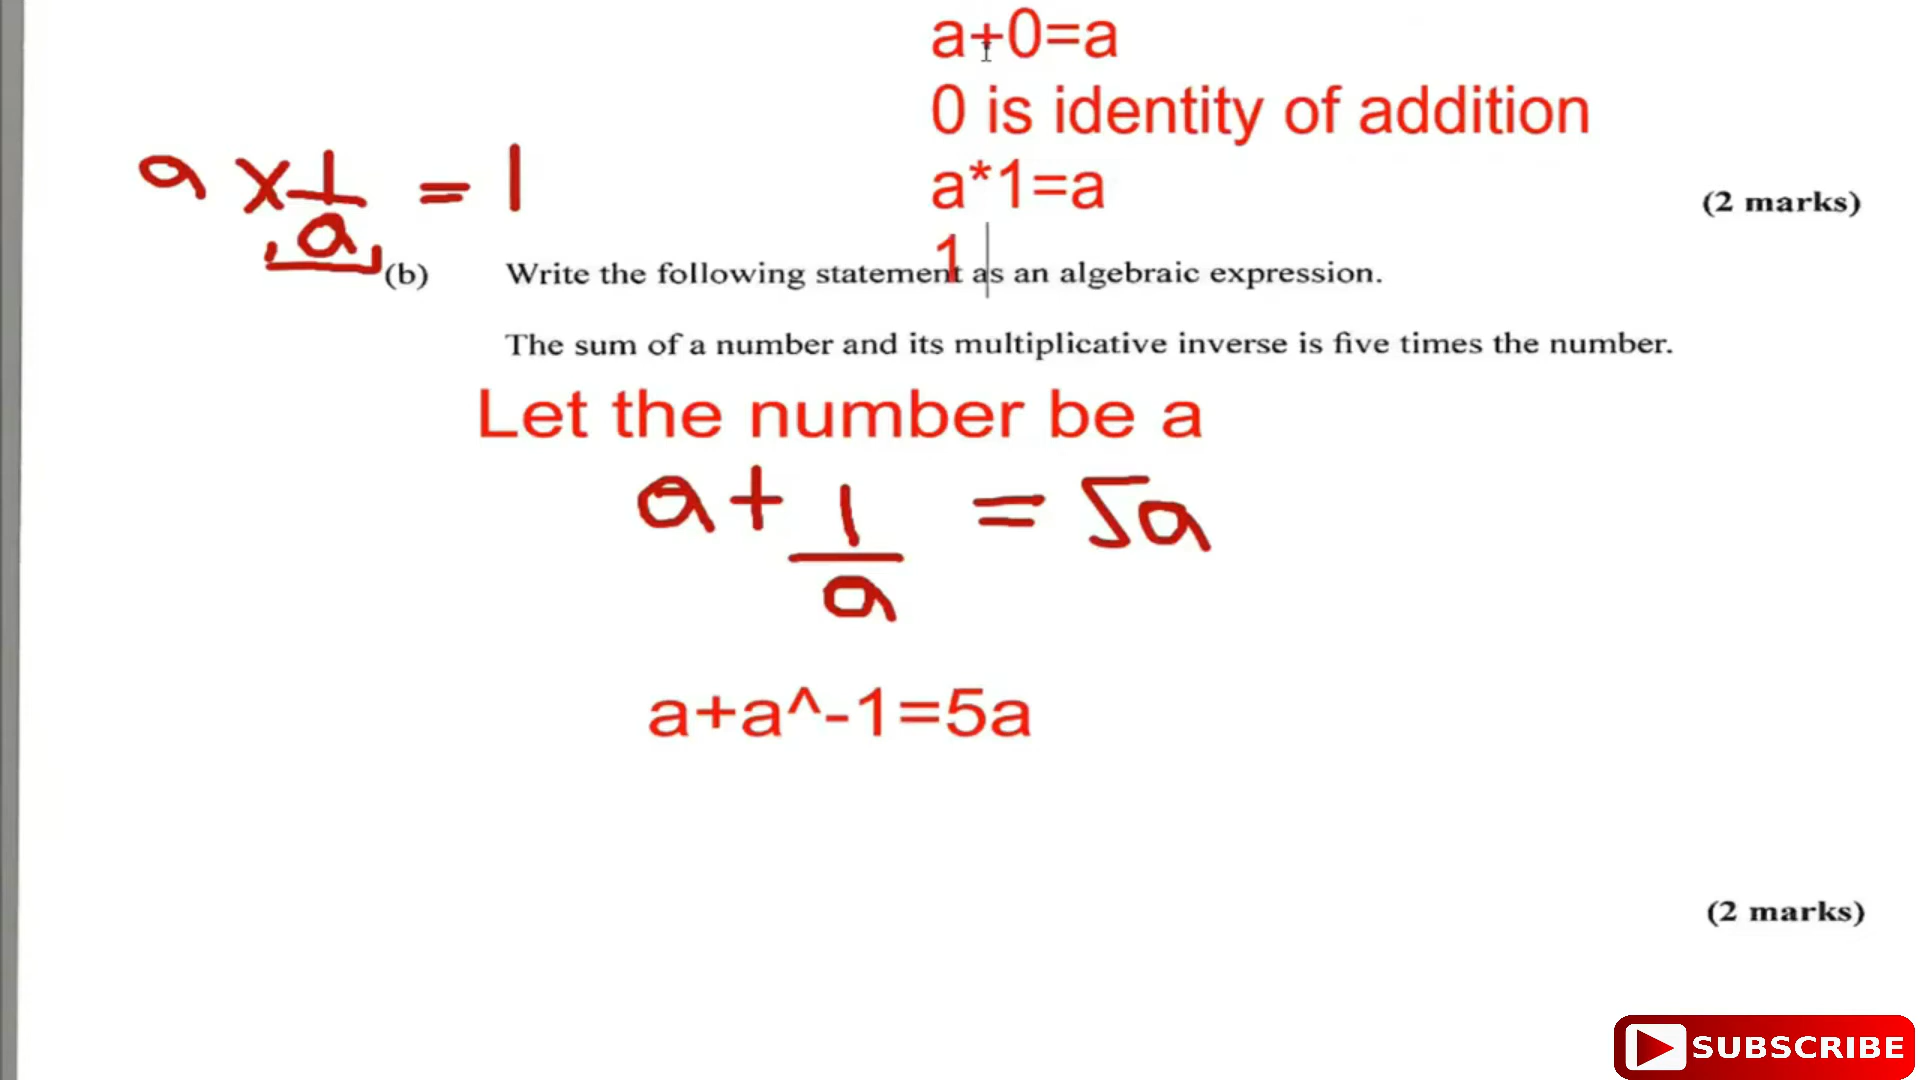 a+0=a
0 is identity of addition
a*1=a
1
a × 1/a = 1
(2 marks)
(b) Write the following statement as an algebraic expression.
The sum of a number and its multiplicative inverse is five times the number.
Let the number be a
a + 1/a = 5a
a+a^-1=5a
(2 marks)
SUBSCRIBE